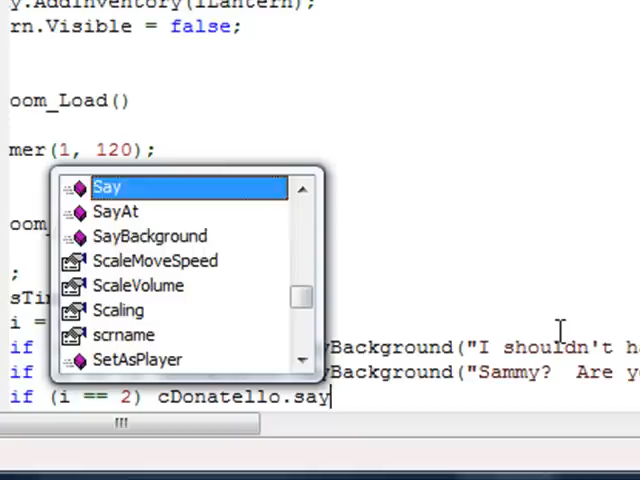 y.AddInventory(iLantern);
rn.Visible = false;
oom_Load()
mer(1, 120);
Say
SayAt
SayBackground
oom_
ScaleMoveSpeed
;
ScaleVolume
sTim
Scaling
i =
scrname
if yBackground("I shouldn't ha
SetAsPlayer
if yBackground("Sammy?  Are yo
if (i == 2) cDonatello.say